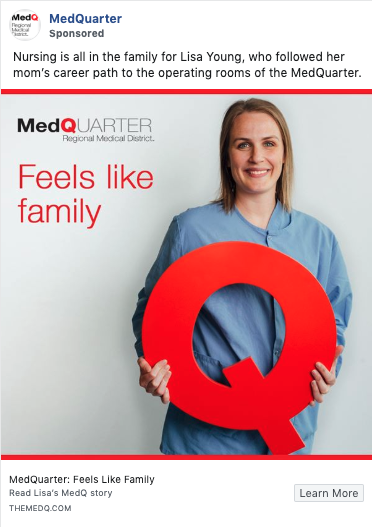 MedQ
Regional
Medical
District.
MedQuarter
Sponsored
Nursing is all in the family for Lisa Young, who followed her
mom's career path to the operating rooms of the MedQuarter.
MedQUARTER
Regional Medical District.
Feels like
family
Q
MedQuarter: Feels Like Family
Read Lisa's MedQ story
THEMEDQ.COM
Learn More